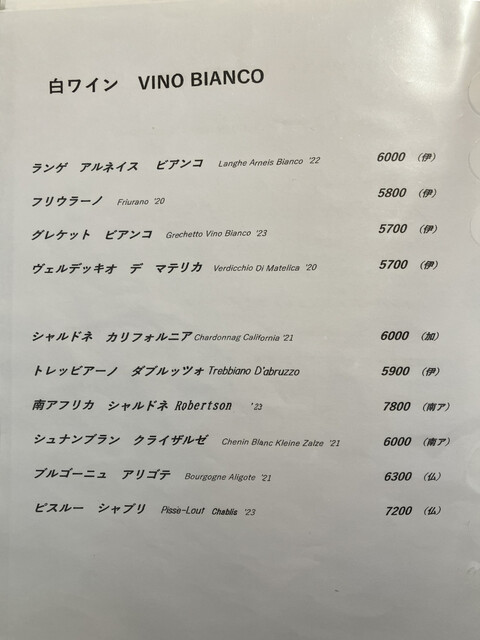 白ワイン VINO BIANCO
ランゲ アルネイス ビアンコ Langhe Arneis Bianco '22 6000 (伊)
フリウラーノ Friurano '20 5800 (伊)
グレケット ビアンコ Grechetto Vino Bianco '23 5700 (伊)
ヴェルデッキオ デ マテリカ Verdicchio Di Matelica '20 5700 (伊)
シャルドネ カリフォルニア Chardonnag California '21 6000 (加)
トレッビアーノ ダブルッツォ Trebbiano D'abruzzo 5900 (伊)
南アフリカ シャルドネ Robertson '23 7800 (南ア)
シュナンブラン クライザルゼ Chenin Blanc Kleine Zalze '21 6000 (南ア)
ブルゴーニュ アリゴテ Bourgogne Aligote '21 6300 (仏)
ピスルー シャブリ Pisse-Lout Chablis '23 7200 (仏)